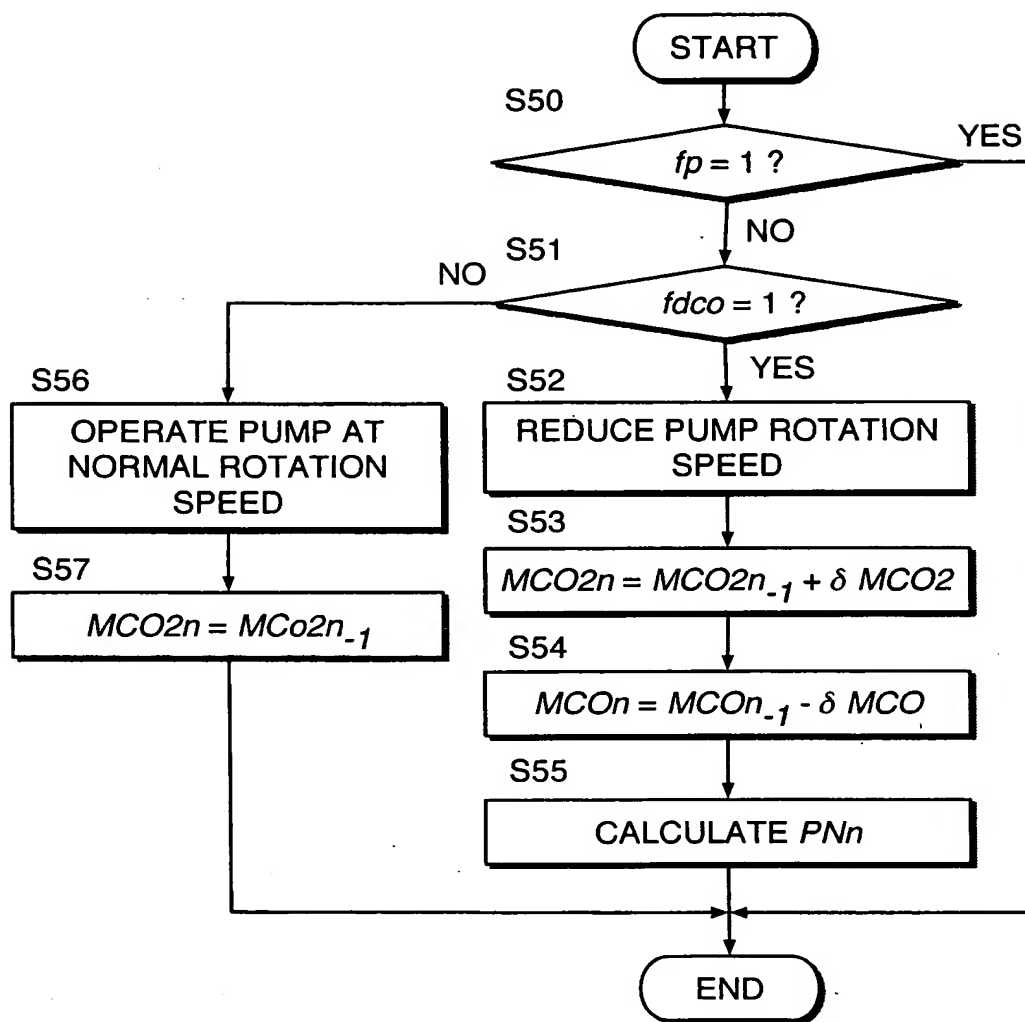 START
S50
YES
fp = 1 ?
NO
S51
NO
fdco = 1 ?
YES
S56
S52
OPERATE PUMP AT
NORMAL ROTATION
SPEED
REDUCE PUMP ROTATION
SPEED
S53
MCO2n = MCO2n-1 + δ MCO2
S57
MCO2n = MCo2n-1
S54
MCOn = MCOn-1 - δ MCO
S55
CALCULATE PNn
END